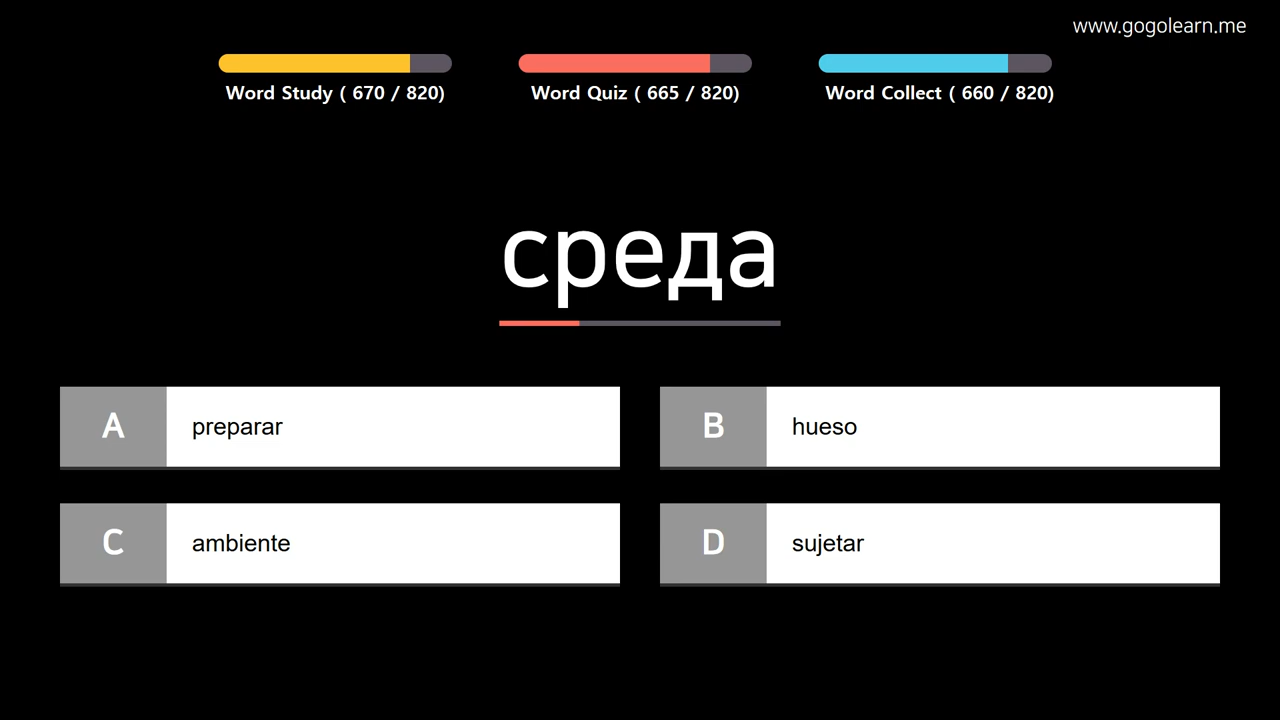 www.gogolearn.me
Word Study ( 670 / 820)
Word Quiz ( 665 / 820)
Word Collect ( 660 / 820)
среда
A preparar
B hueso
C ambiente
D sujetar